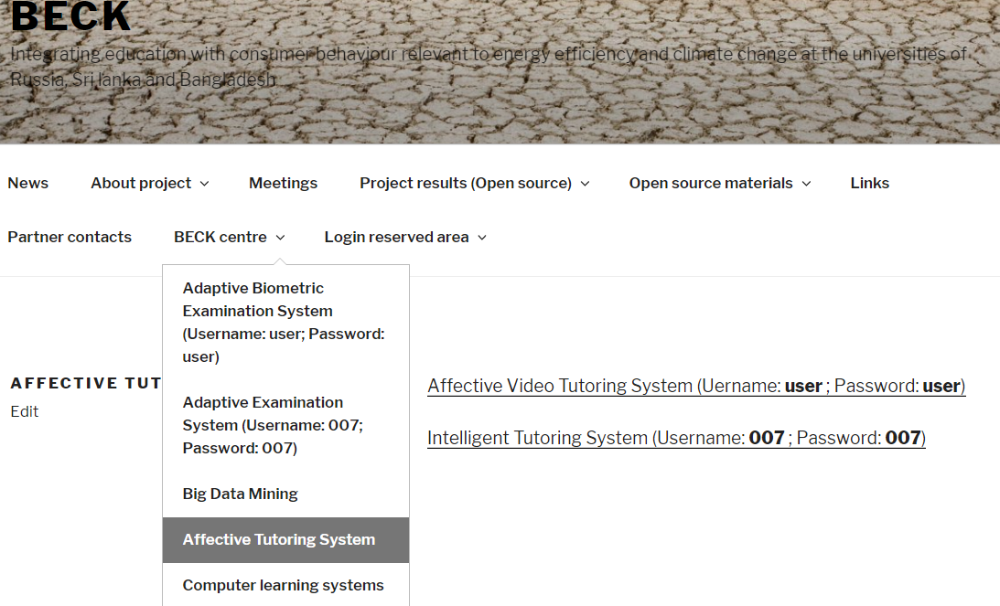 BECK
Integrating education with consumer behaviour relevant to energy efficiency and climate change at the universities of
Russia, Sri lanka and Bangladesh
News About project Meetings Project results (Open source) Open source materials Links
Partner contacts BECK centre Login reserved area
Adaptive Biometric
Examination System
(Username: user; Password:
user)
Adaptive Examination
System (Username: 007;
Password: 007)
Big Data Mining
Affective Tutoring System
Computer learning systems
AFFECTIVE TUT
Edit
Affective Video Tutoring System (Uername: user ; Password: user)
Intelligent Tutoring System (Username: 007 ; Password: 007)